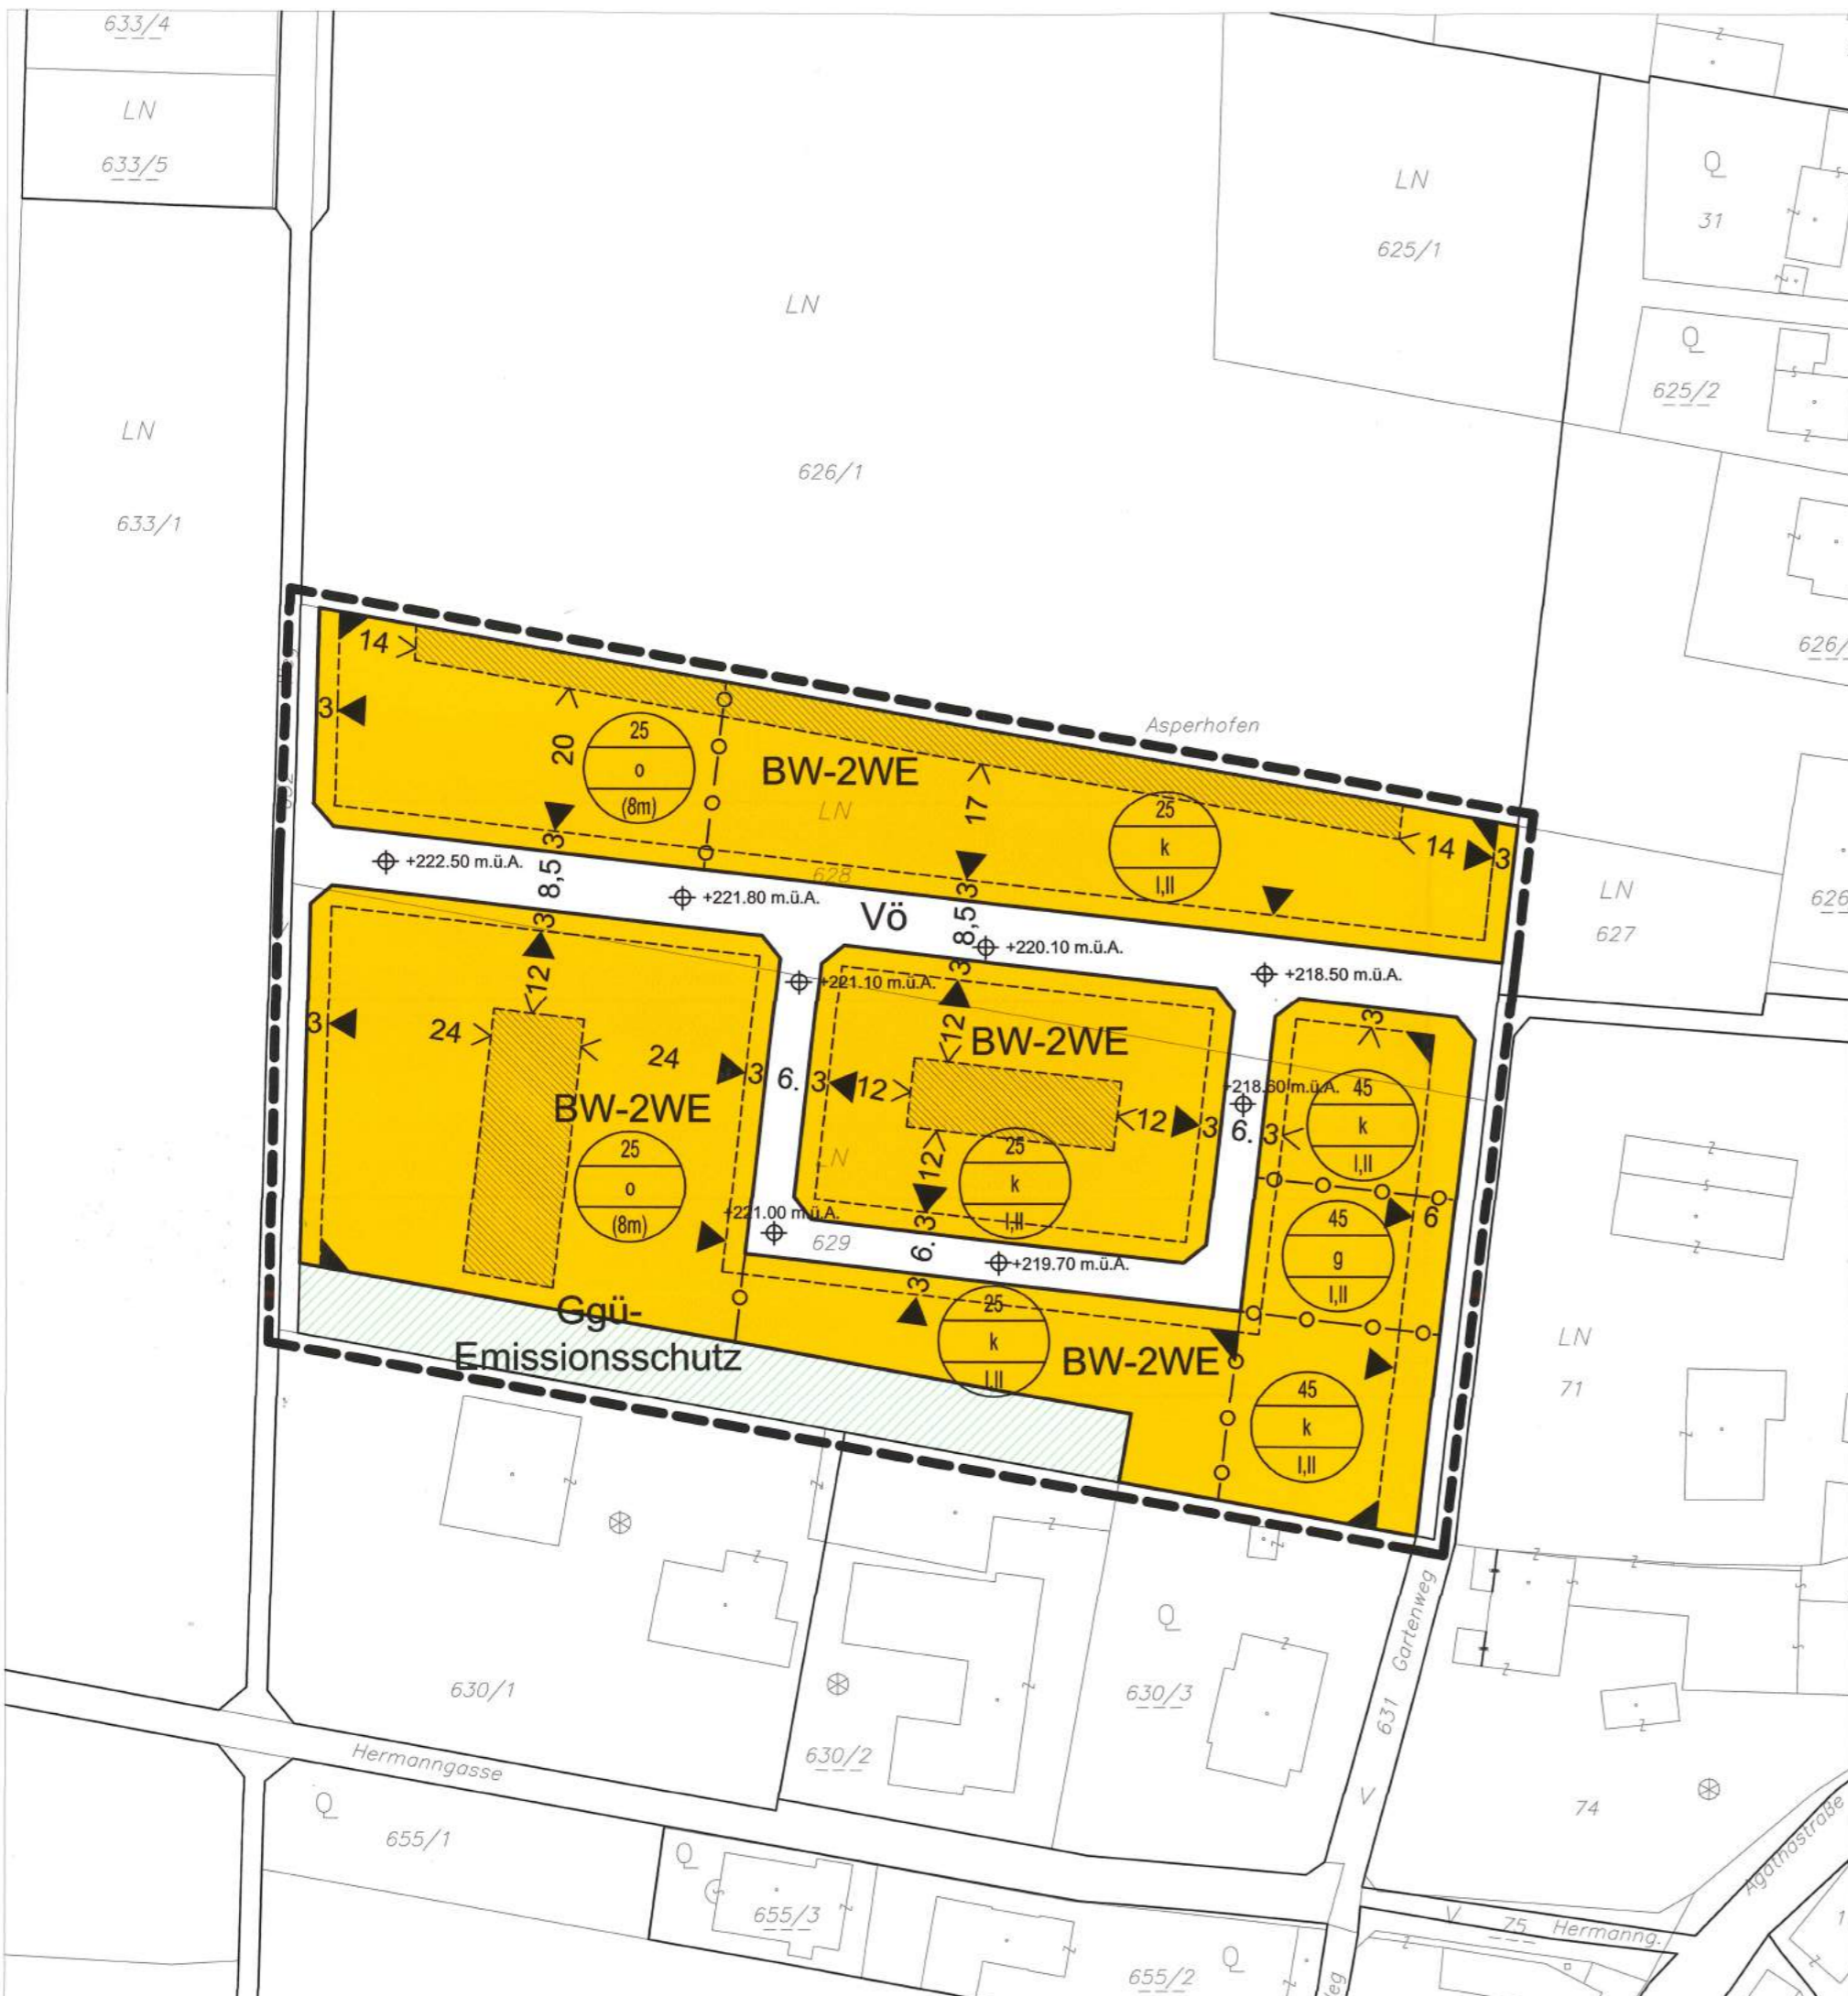 633/4
LN
633/5
LN
625/1
Q
31
LN
Q
625/2
LN
633/1
626/1
626/
Asperhofen
14
3
20
25
o
(8m)
BW-2WE
LN
17
25
k
I,II
14
3
3
8,5
3
+222.50 m.ü.A.
+221.80 m.ü.A.
628
Vö
3
8,5
3
+220.10 m.ü.A.
+221.10 m.ü.A.
+218.50 m.ü.A.
LN
627
626
12
3
24
24
BW-2WE
25
o
(8m)
3
6.
3
12
12
BW-2WE
12
3
6.
3
+218.60 m.ü.A.
3
45
k
I,II
LN
12
25
k
I,II
45
g
I,II
6
+221.00 m.ü.A.
629
3
6.
3
+219.70 m.ü.A.
Ggü-
Emissionsschutz
25
k
I,II
BW-2WE
45
k
I,II
LN
71
630/1
630/2
Q
630/3
631 Gartenweg
V
74
Hermanngasse
Q
655/1
Q
655/3
Q
655/2
V
75 Hermanng.
Agathastraße
1